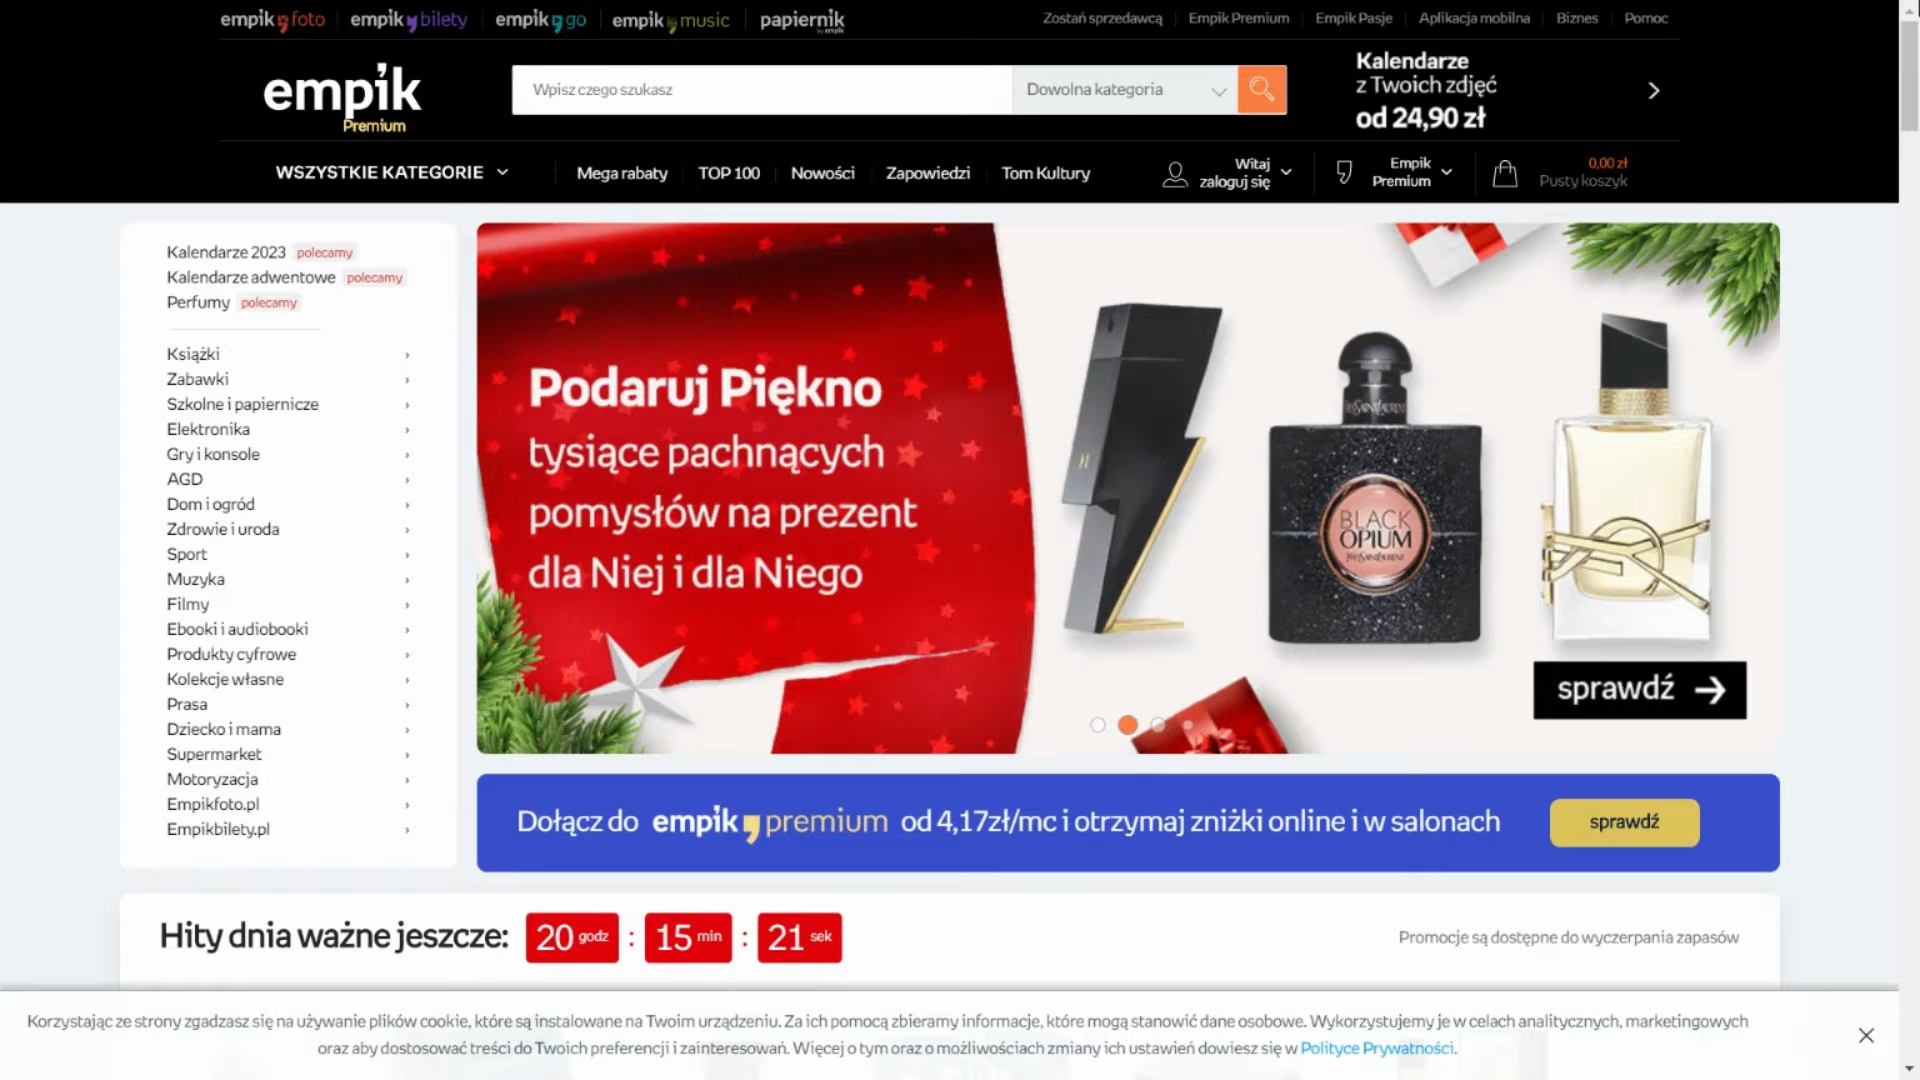 empik foto
empik bilety
empik go
empik music
papiernik
by empik
Zostań sprzedawcą
Empik Premium
Empik Pasje
Aplikacja mobilna
Biznes
Pomoc
empik
Premium
Wpisz czego szukasz
Dowolna kategoria
Kalendarze
z Twoich zdjęć
od 24,90 zł
WSZYSTKIE KATEGORIE
Mega rabaty
TOP 100
Nowości
Zapowiedzi
Tom Kultury
Witaj
zaloguj się
Empik
Premium
0,00 zł
Pusty koszyk
Kalendarze 2023 polecamy
Kalendarze adwentowe polecamy
Perfumy polecamy
Książki
Zabawki
Szkolne i papiernicze
Elektronika
Gry i konsole
AGD
Dom i ogród
Zdrowie i uroda
Sport
Muzyka
Filmy
Ebooki i audiobooki
Produkty cyfrowe
Kolekcje własne
Prasa
Dziecko i mama
Supermarket
Motoryzacja
Empikfoto.pl
Empikbilety.pl
Podaruj Piękno
tysiące pachnących
pomysłów na prezent
dla Niej i dla Niego
YVES SAINT LAURENT
BLACK
OPIUM
YVES SAINT LAURENT
sprawdź →
Dołącz do empik premium od 4,17zł/mc i otrzymaj zniżki online i w salonach
sprawdź
Hity dnia ważne jeszcze: 20 godz : 15 min : 21 sek
Promocje są dostępne do wyczerpania zapasów
Korzystając ze strony zgadzasz się na używanie plików cookie, które są instalowane na Twoim urządzeniu. Za ich pomocą zbieramy informacje, które mogą stanowić dane osobowe. Wykorzystujemy je w celach analitycznych, marketingowych
oraz aby dostosować treści do Twoich preferencji i zainteresowań. Więcej o tym oraz o możliwościach zmiany ich ustawień dowiesz się w Polityce Prywatności.